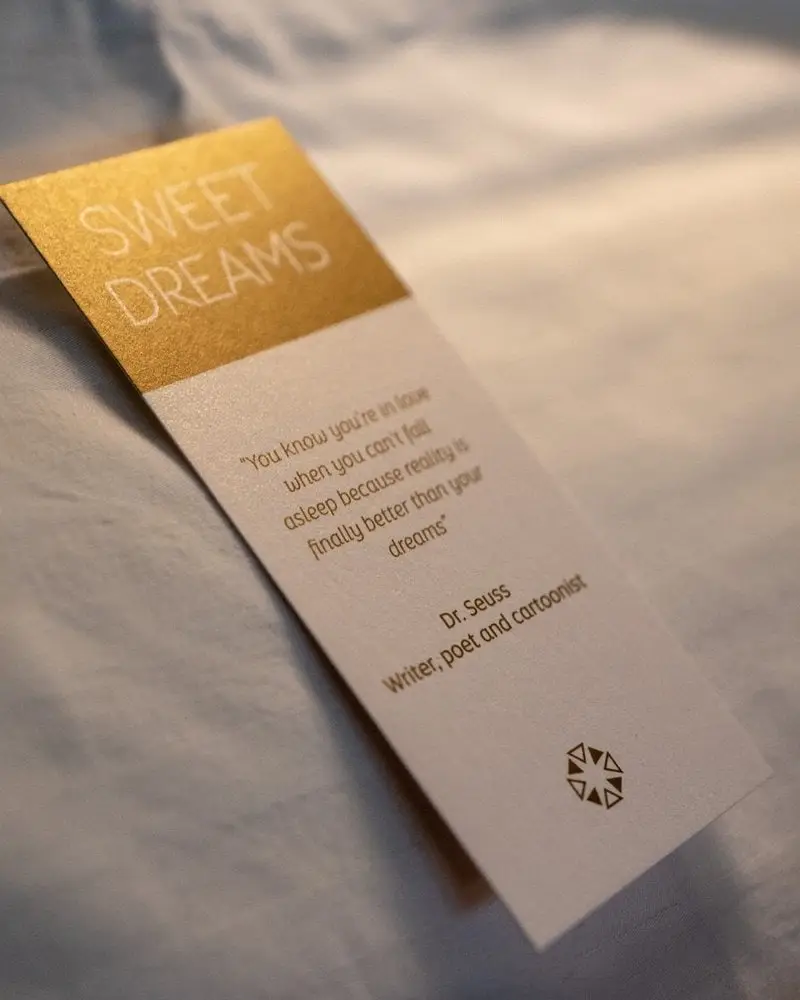 SWEET
DREAMS
"You know you're in love
when you can't fall
asleep because reality is
finally better than your
dreams"
Dr. Seuss
Writer, poet and cartoonist